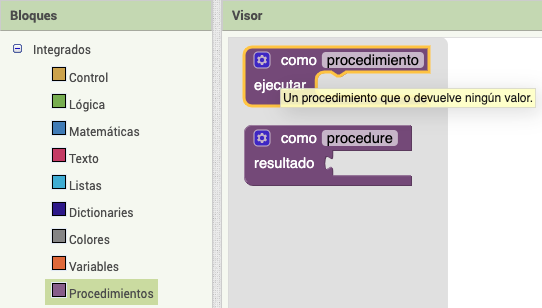 Bloques
Visor
Integrados
Control
Lógica
Matemáticas
Texto
Listas
Dictionaries
Colores
Variables
Procedimientos
como procedimiento
ejecutar
Un procedimiento que o devuelve ningún valor.
como procedure
resultado